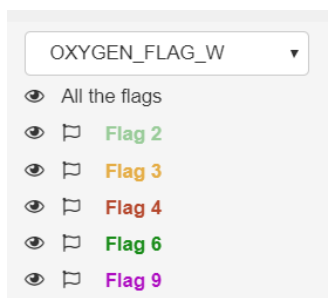 OXYGEN_FLAG_W
All the flags
Flag 2
Flag 3
Flag 4
Flag 6
Flag 9